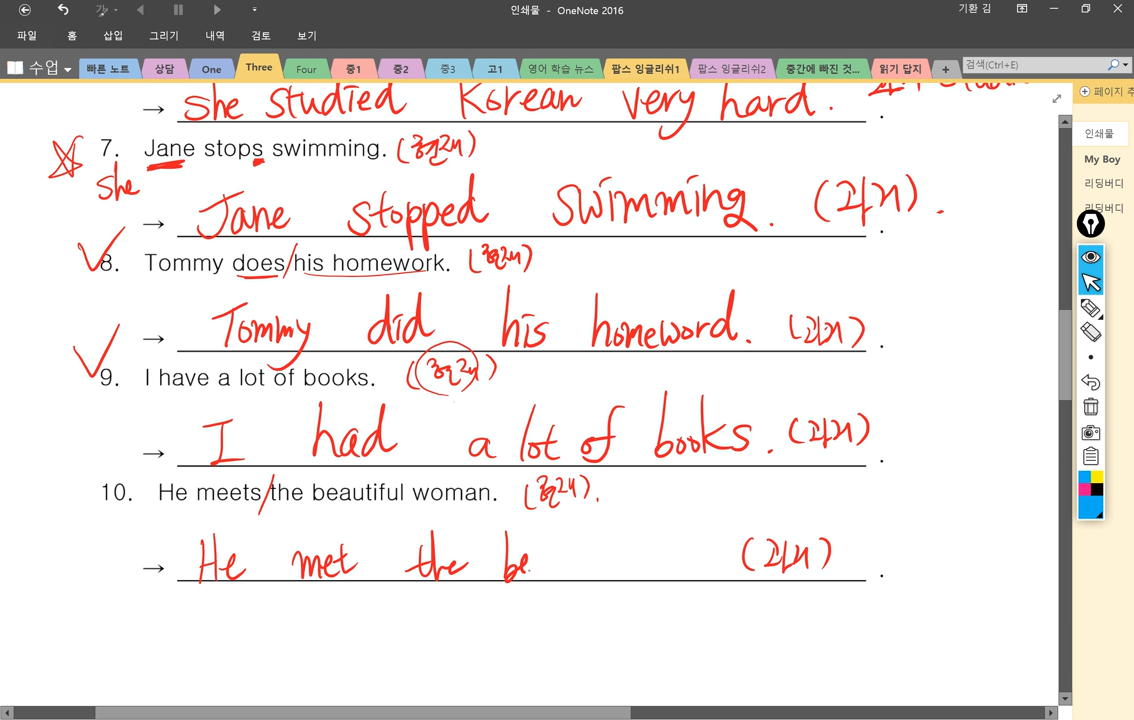 인쇄물 - OneNote 2016
기환 김
파일 홈 삽입 그리기 내역 검토 보기
수업 빠른 노트 상담 One Three Four 중1 중2 중3 고1 영어 학습 뉴스 팝스 잉글리쉬1 팝스 잉글리쉬2 중간에 빠진 것... 읽기 답지 + 검색(Ctrl+E)
페이지 추
인쇄물
My Boy
리딩버디
리딩버디
→ She studied Korean very hard. .
7. Jane stops swimming. (현재)
she
→ Jane stopped swimming. (과거). .
8. Tommy does/his homework. (현재)
→ Tommy did his homeword. (과거) .
9. I have a lot of books. (현재)
→ I had a lot of books. (과거) .
10. He meets/the beautiful woman. (현재).
→ He met the be (과거) .